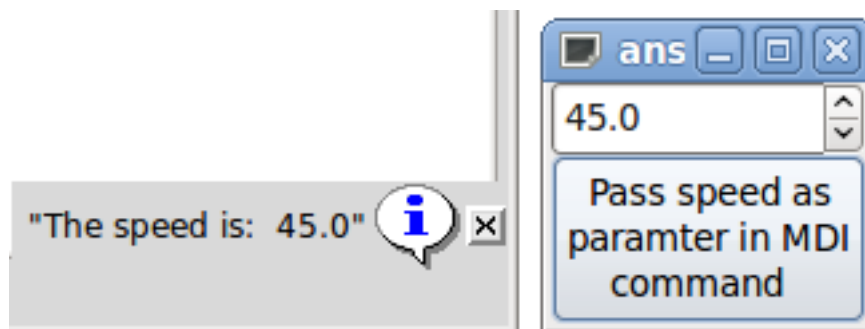 "The speed is:  45.0"
i
ans
45.0
Pass speed as
paramter in MDI
command